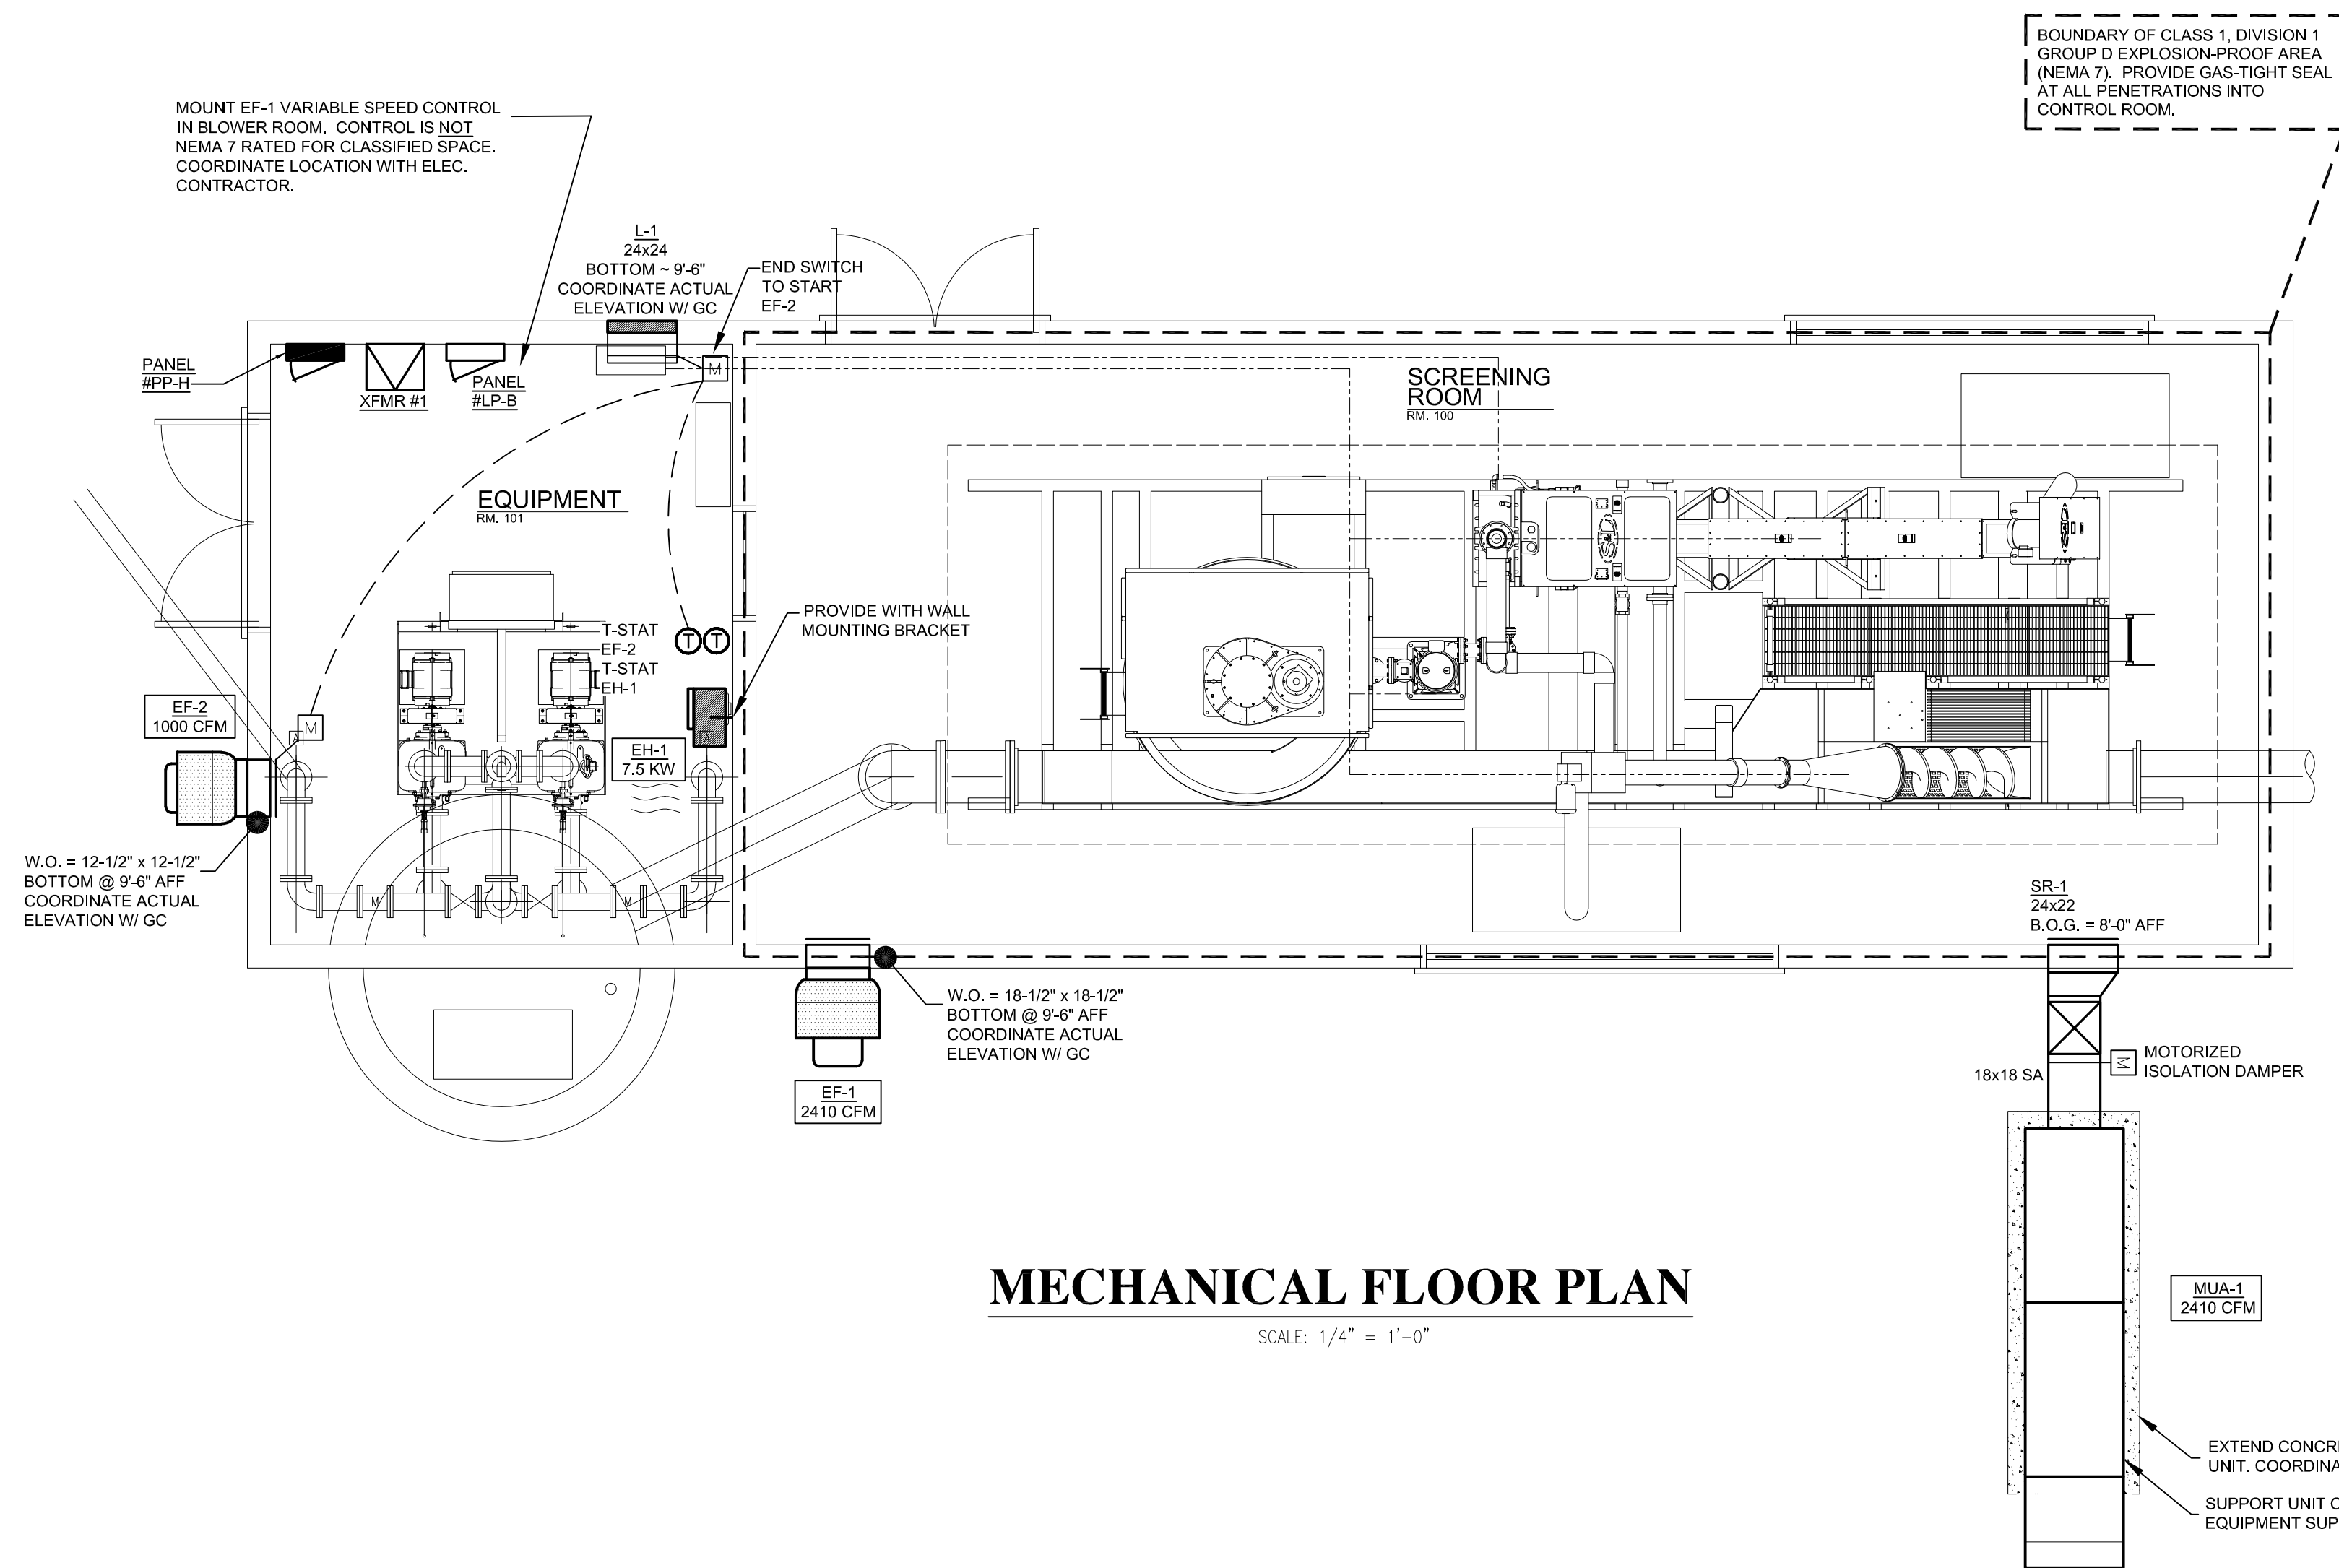 BOUNDARY OF CLASS 1, DIVISION 1
GROUP D EXPLOSION-PROOF AREA
(NEMA 7). PROVIDE GAS-TIGHT SEAL
AT ALL PENETRATIONS INTO
CONTROL ROOM.
MOUNT EF-1 VARIABLE SPEED CONTROL
IN BLOWER ROOM. CONTROL IS NOT
NEMA 7 RATED FOR CLASSIFIED SPACE.
COORDINATE LOCATION WITH ELEC.
CONTRACTOR.
L-1
24x24
BOTTOM ~ 9'-6"
COORDINATE ACTUAL
ELEVATION W/ GC
END SWITCH
TO START
EF-2
PANEL
#PP-H
XFMR #1
PANEL
#LP-B
M
SCREENING
ROOM
RM. 100
EQUIPMENT
RM. 101
PROVIDE WITH WALL
MOUNTING BRACKET
T-STAT
EF-2
T-STAT
EH-1
T
T
EF-2
1000 CFM
M
A
EH-1
7.5 KW
A
W.O. = 12-1/2" x 12-1/2"
BOTTOM @ 9'-6" AFF
COORDINATE ACTUAL
ELEVATION W/ GC
M
M
SR-1
24x22
B.O.G. = 8'-0" AFF
W.O. = 18-1/2" x 18-1/2"
BOTTOM @ 9'-6" AFF
COORDINATE ACTUAL
ELEVATION W/ GC
EF-1
2410 CFM
18x18 SA
M
MOTORIZED
ISOLATION DAMPER
MECHANICAL FLOOR PLAN
SCALE: 1/4" = 1'-0"
MUA-1
2410 CFM
EXTEND
UNIT.
SUPPORT UNIT
EQUIPMENT